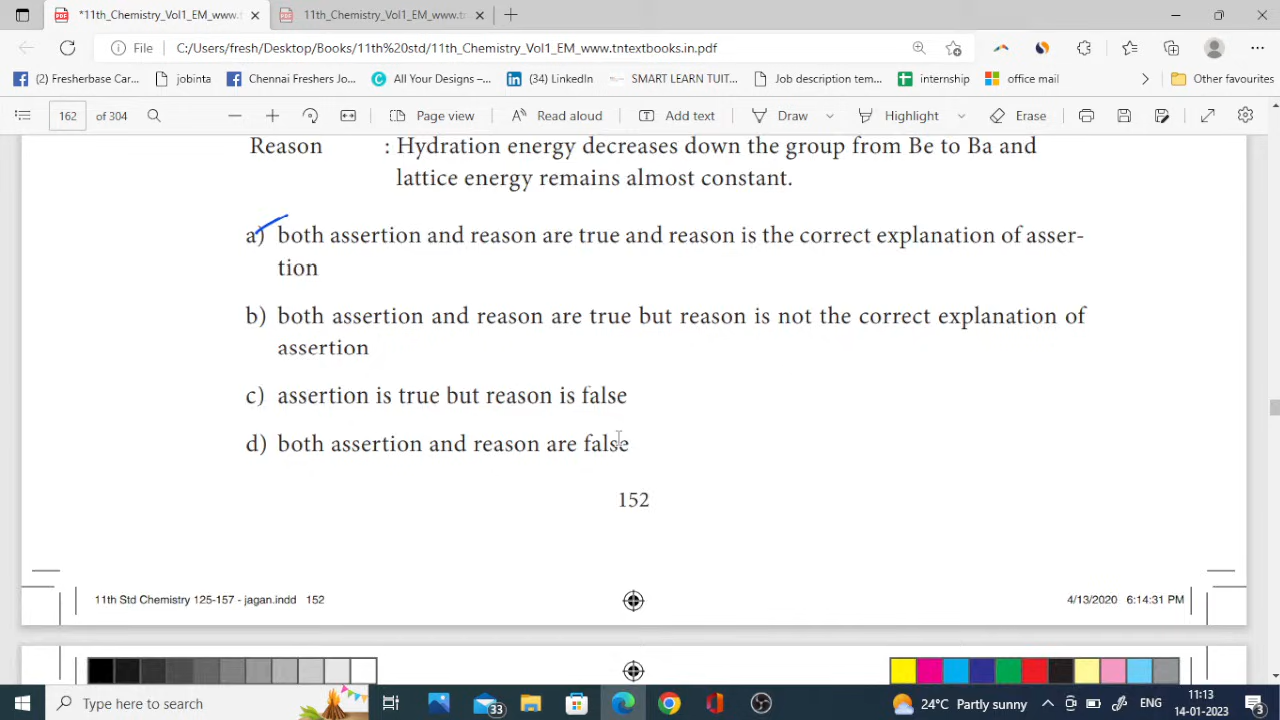 *11th_Chemistry_Vol1_EM_www.
11th_Chemistry_Vol1_EM_www.t
File C:/Users/fresh/Desktop/Books/11th%20std/11th_Chemistry_Vol1_EM_www.tntextbooks.in.pdf
(2) Fresherbase Car... jobinta Chennai Freshers Jo... All Your Designs –... (34) LinkedIn SMART LEARN TUIT... Job description tem... internship office mail Other favourites
162 of 304 Page view Read aloud Add text Draw Highlight Erase
Reason : Hydration energy decreases down the group from Be to Ba and
lattice energy remains almost constant.
a) both assertion and reason are true and reason is the correct explanation of asser-
tion
b) both assertion and reason are true but reason is not the correct explanation of
assertion
c) assertion is true but reason is false
d) both assertion and reason are false
152
11th Std Chemistry 125-157 - jagan.indd 152 4/13/2020 6:14:31 PM
Type here to search 33 24°C Partly sunny ENG 11:13
14-01-2023 3